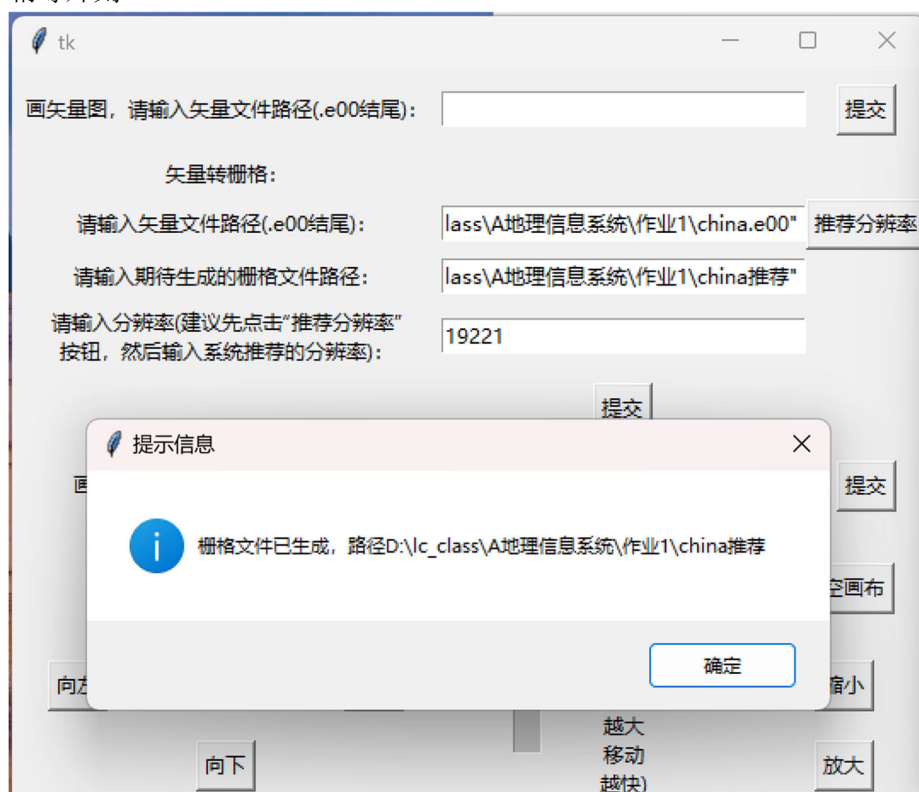 tk
画矢量图，请输入矢量文件路径(.e00结尾)：
提交
矢量转栅格：
请输入矢量文件路径(.e00结尾)：
lass\A地理信息系统\作业1\china.e00"
推荐分辨率
请输入期待生成的栅格文件路径：
lass\A地理信息系统\作业1\china推荐"
请输入分辨率(建议先点击“推荐分辨率”
按钮，然后输入系统推荐的分辨率)：
19221
提交
提示信息
画
提交
栅格文件已生成，路径D:\lc_class\A地理信息系统\作业1\china推荐
空画布
确定
向左
缩小
越大
移动
越快)
向下
放大